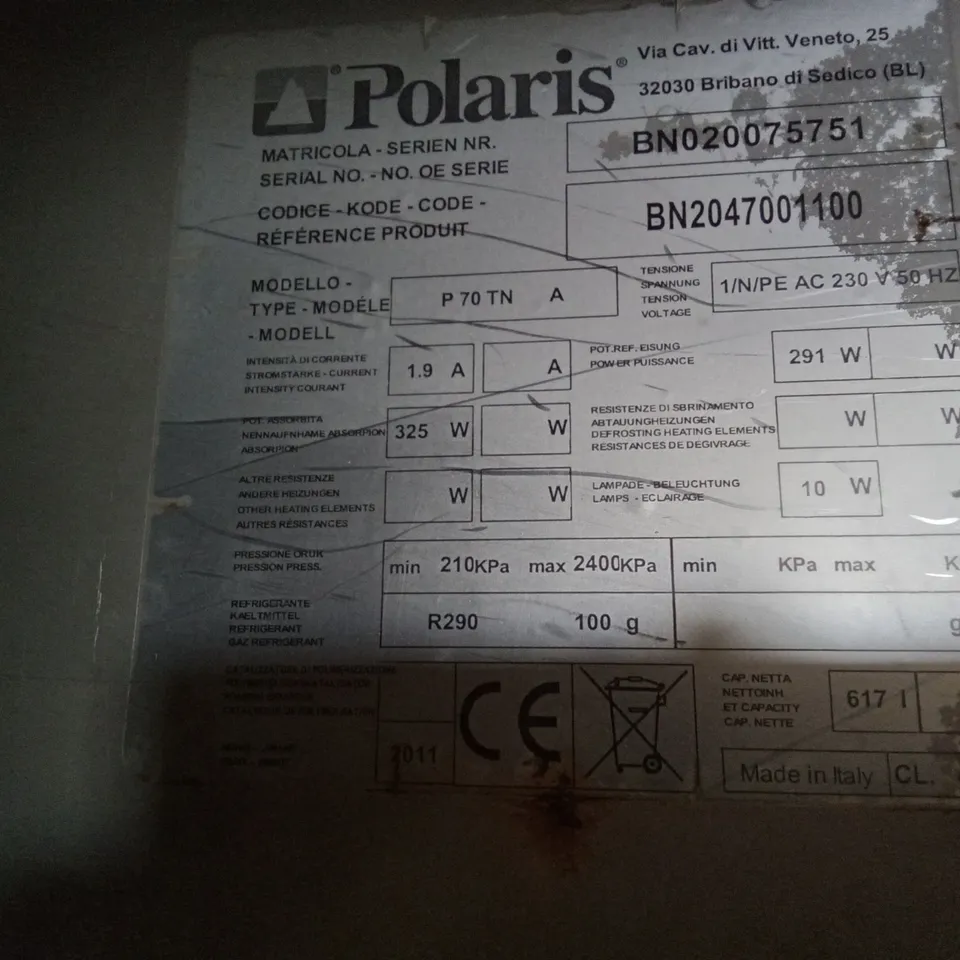 Polaris®
Via Cav. di Vitt. Veneto, 25
32030 Bribano di Sedico (BL)
MATRICOLA - SERIEN NR.
SERIAL NO. - NO. OE SERIE
BN020075751
CODICE - KODE - CODE -
RÉFÉRENCE PRODUIT
BN2047001100
MODELLO -
TYPE - MODÉLE
- MODELL
P 70 TN A
TENSIONE
SPANNUNG
TENSION
VOLTAGE
1/N/PE AC 230 V 50 HZ
INTENSITÀ DI CORRENTE
STROMSTARKE - CURRENT
INTENSITY COURANT
1.9 A
A
POT.REF. EISUNG
POWER PUISSANCE
291 W
W
POT. ASSORBITA
NENNAUFNHAME ABSORPTION
ABSORPION
325 W
W
RESISTENZE DI SBRINAMENTO
ABTAUUNGHEIZUNGEN
DEFROSTING HEATING ELEMENTS
RESISTANCES DE DEGIVRAGE
W
W
ALTRE RESISTENZE
ANDERE HEIZUNGEN
OTHER HEATING ELEMENTS
AUTRES RÉSISTANCES
W
W
LAMPADE - BELEUCHTUNG
LAMPS - ECLAIRAGE
10 W
PRESSIONE DRUK
PRESSION PRESS.
min 210KPa max 2400KPa
min KPa max K
REFRIGERANTE
KAELTMITTEL
REFRIGERANT
GAZ REFRIGERANT
R290 100 g
g
2011
CE
CAP. NETTA
NETTOINH
ET CAPACITY
CAP. NETTE
617 l
Made in Italy
CL.